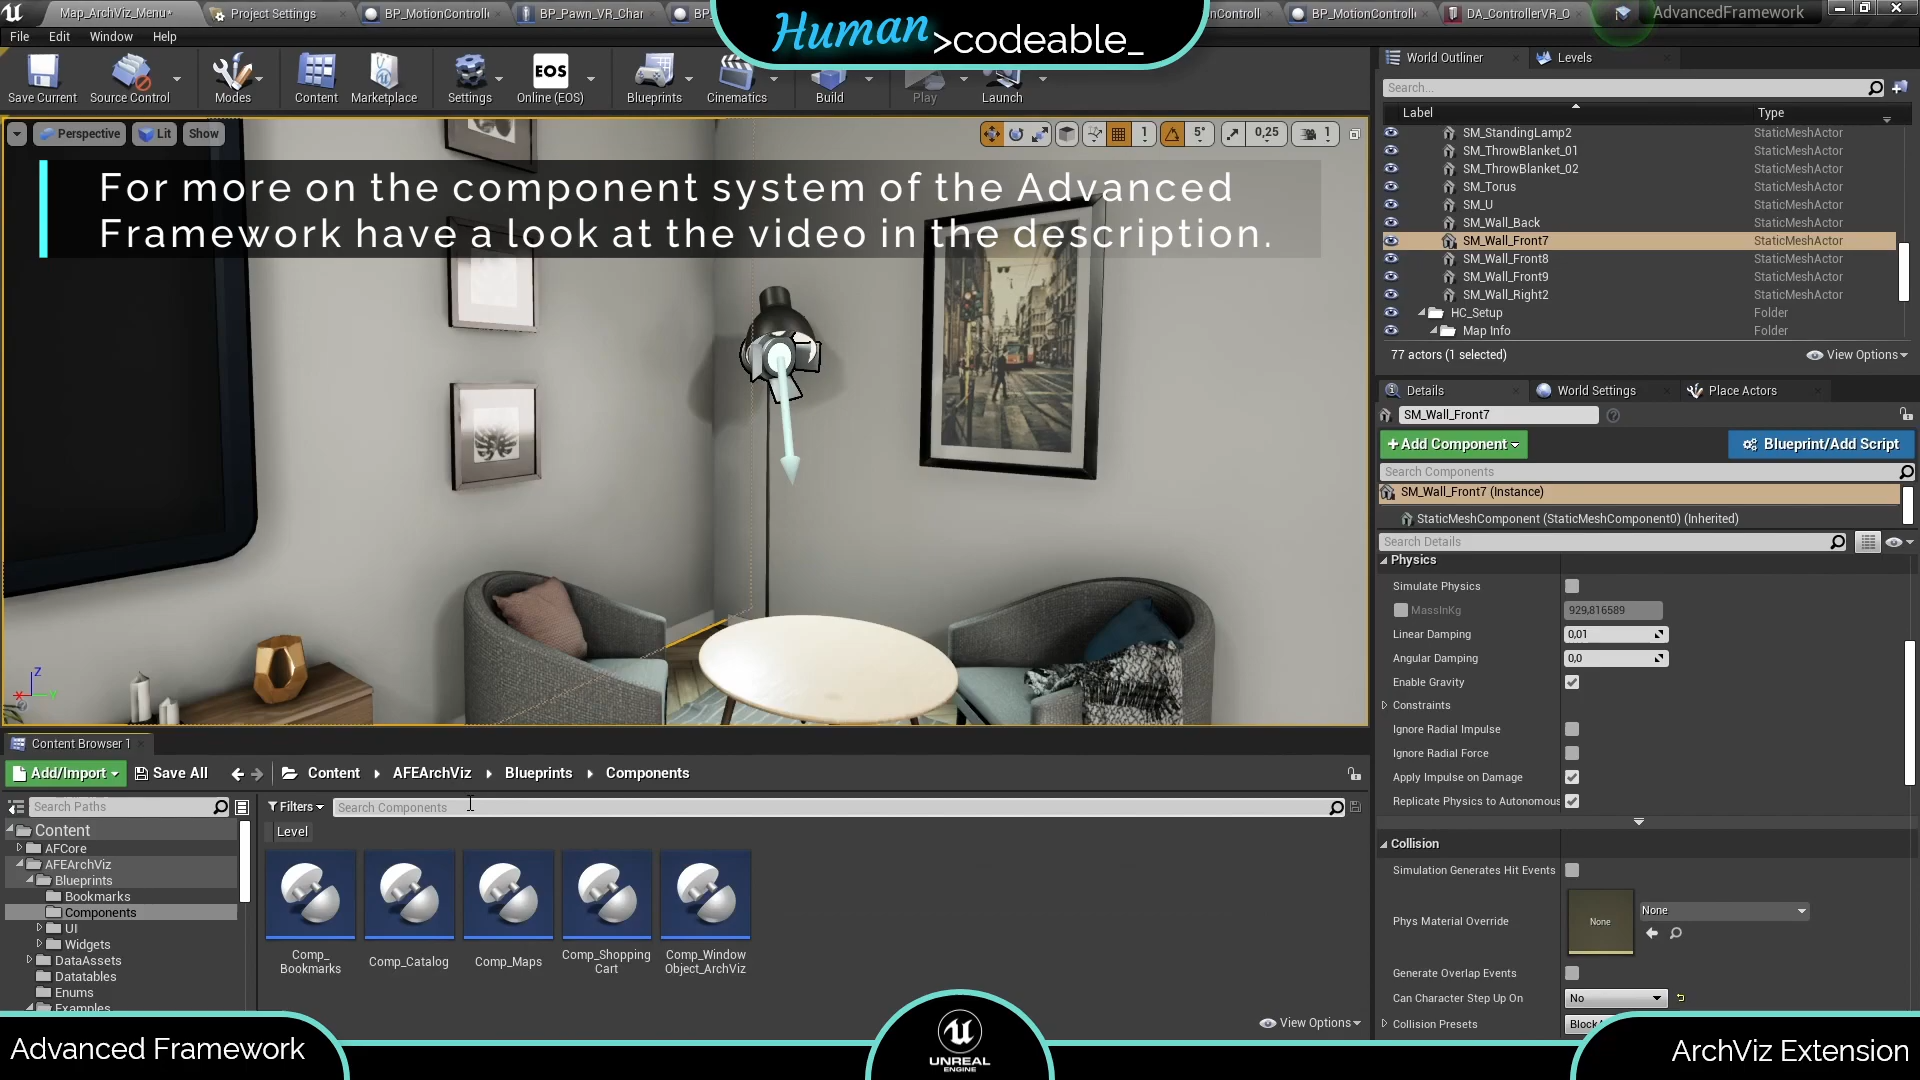 Map_ArchViz_Menu*
Project Settings
BP_MotionControll
BP_Pawn_VR_Char
BP_
ncControll
BP_MotionControll
DA_ControllerVR_O
AdvancedFramework
Human >codeable_
File Edit Window Help
Save Current
Source Control
Modes
Content
Marketplace
Settings
EOS
Online (EOS)
Blueprints
Cinematics
Build
Play
Launch
Perspective
Lit
Show
1
5°
0,25
1
For more on the component system of the Advanced
Framework have a look at the video in the description.
World Outliner
Levels
Search...
Label Type
SM_StandingLamp2 StaticMeshActor
SM_ThrowBlanket_01 StaticMeshActor
SM_ThrowBlanket_02 StaticMeshActor
SM_Torus StaticMeshActor
SM_U StaticMeshActor
SM_Wall_Back StaticMeshActor
SM_Wall_Front7 StaticMeshActor
SM_Wall_Front8 StaticMeshActor
SM_Wall_Front9 StaticMeshActor
SM_Wall_Right2 StaticMeshActor
HC_Setup Folder
Map Info Folder
77 actors (1 selected)
View Options
Details
World Settings
Place Actors
SM_Wall_Front7
+Add Component
Blueprint/Add Script
Search Components
SM_Wall_Front7 (Instance)
StaticMeshComponent (StaticMeshComponent0) (Inherited)
Search Details
Physics
Simulate Physics
MassInKg 929,816589
Linear Damping 0,01
Angular Damping 0,0
Enable Gravity
Constraints
Ignore Radial Impulse
Ignore Radial Force
Apply Impulse on Damage
Replicate Physics to Autonomous
Collision
Simulation Generates Hit Events
Phys Material Override
None
None
Generate Overlap Events
Can Character Step Up On No
Collision Presets
Content Browser 1
Add/Import
Save All
Content
AFEArchViz
Blueprints
Components
Search Paths
Filters
Search Components
Level
Content
AFCore
AFEArchViz
Blueprints
Bookmarks
Components
UI
Widgets
DataAssets
Datatables
Enums
Examples
Comp_
Bookmarks
Comp_Catalog
Comp_Maps
Comp_Shopping
Cart
Comp_Window
Object_ArchViz
View Options
Advanced Framework
UNREAL
ENGINE
ArchViz Extension